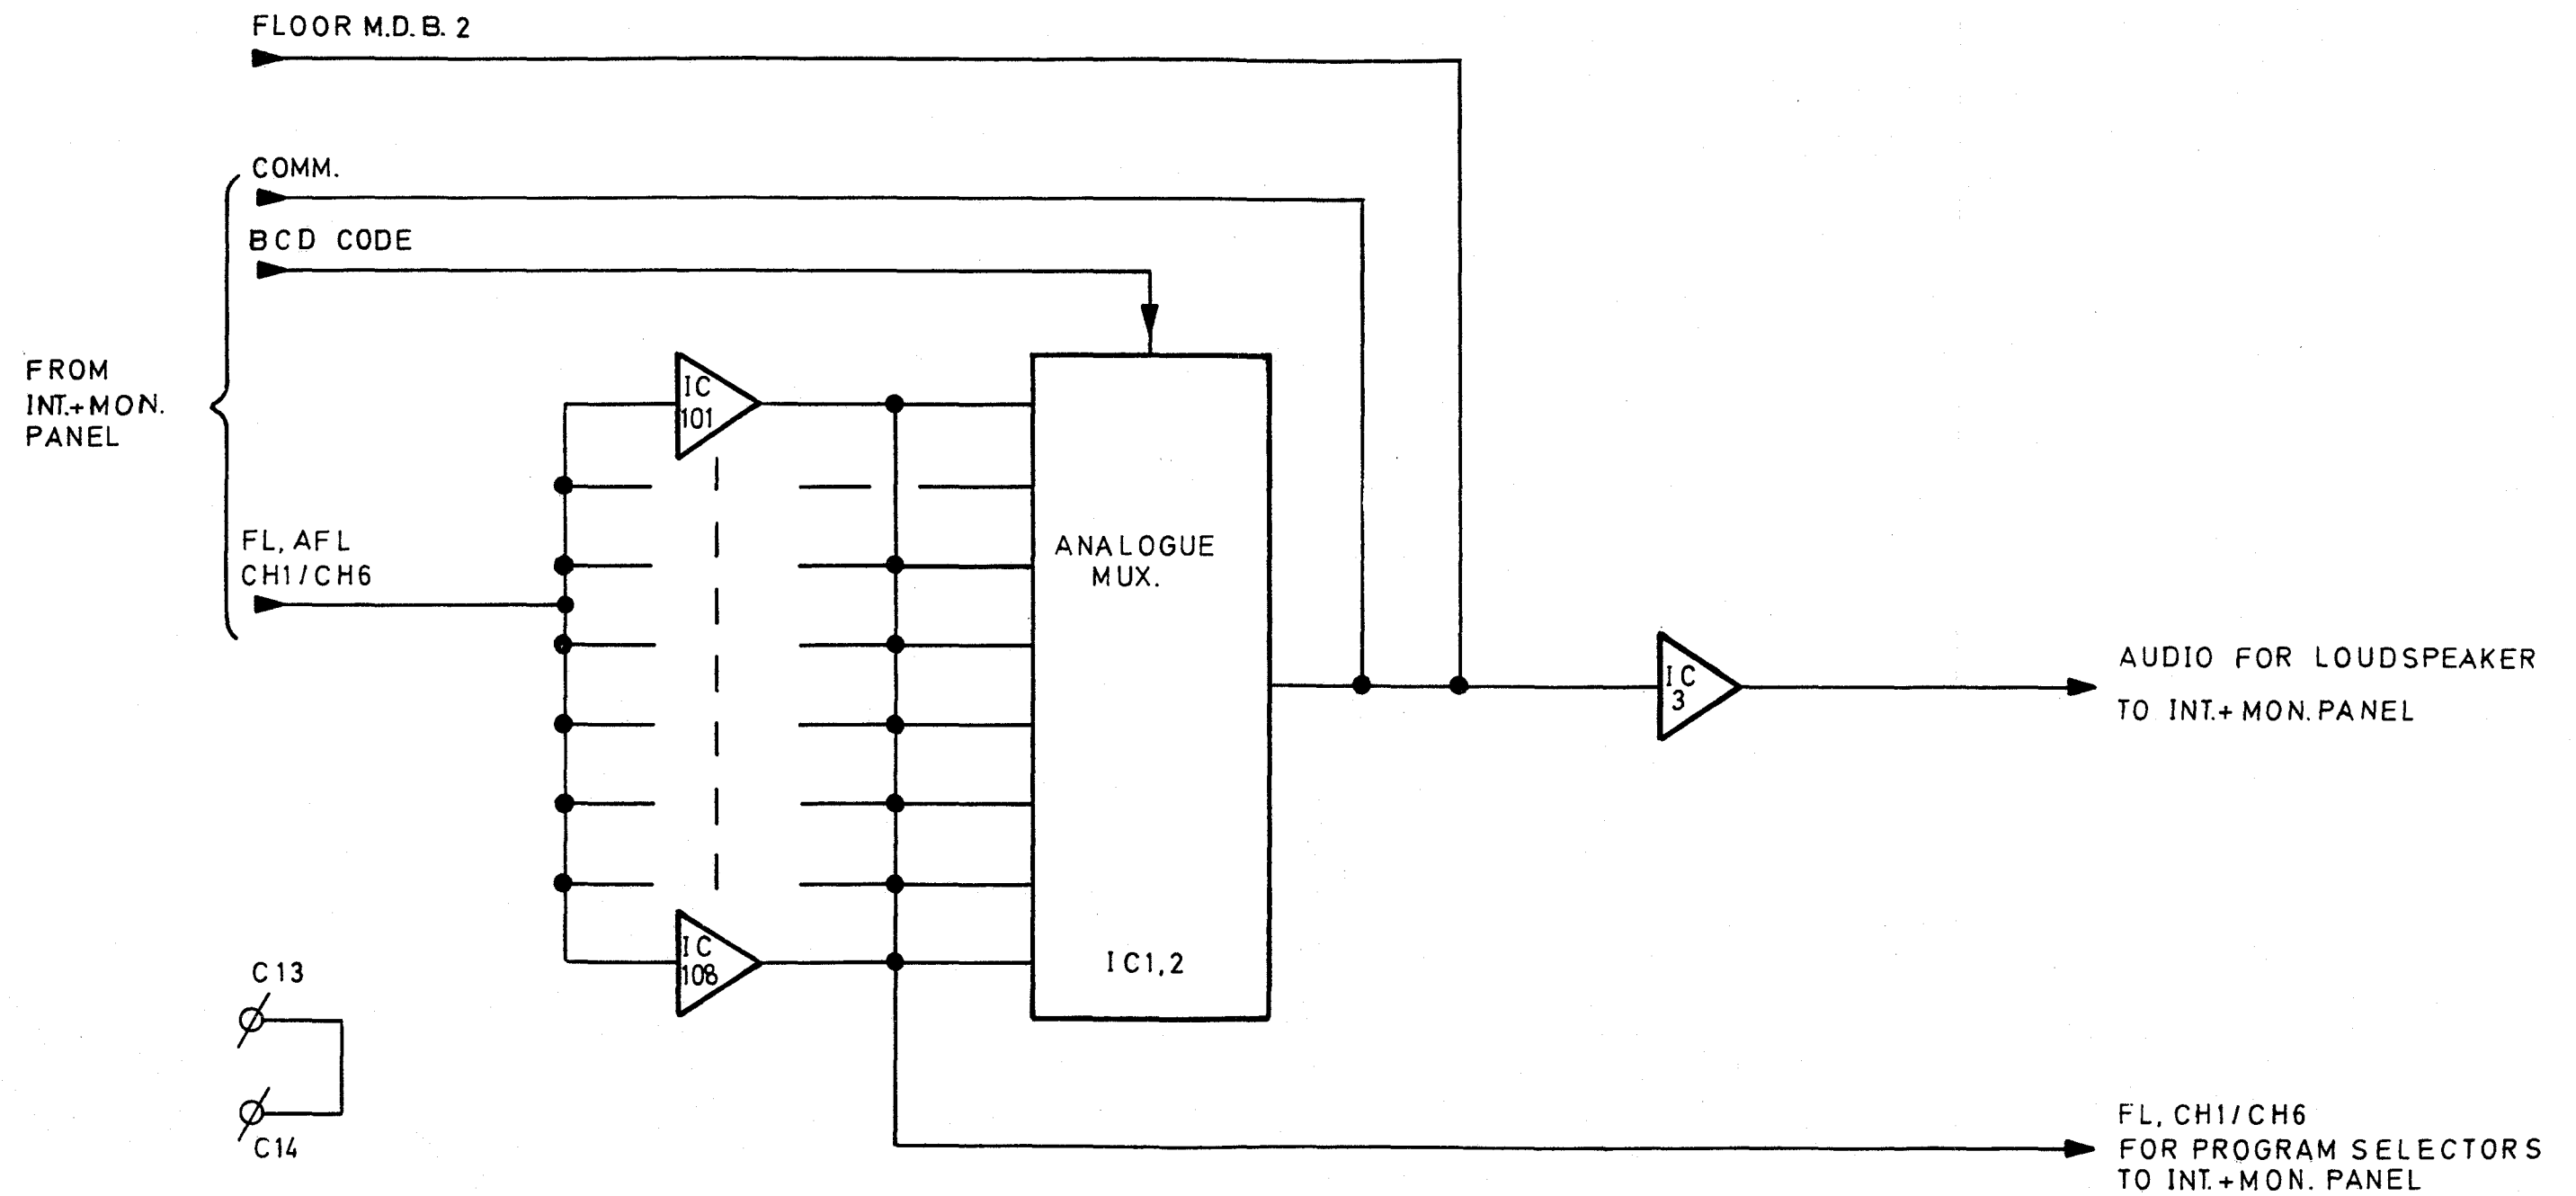 FLOOR M.D.B. 2
COMM.
BCD CODE
FROM
INT.+MON.
PANEL
FL, AFL
CH1/CH6
IC
101
ANALOGUE
MUX.
IC
3
AUDIO FOR LOUDSPEAKER
TO INT.+ MON. PANEL
IC
108
IC1,2
C13
C14
FL, CH1/CH6
FOR PROGRAM SELECTORS
TO INT.+MON. PANEL